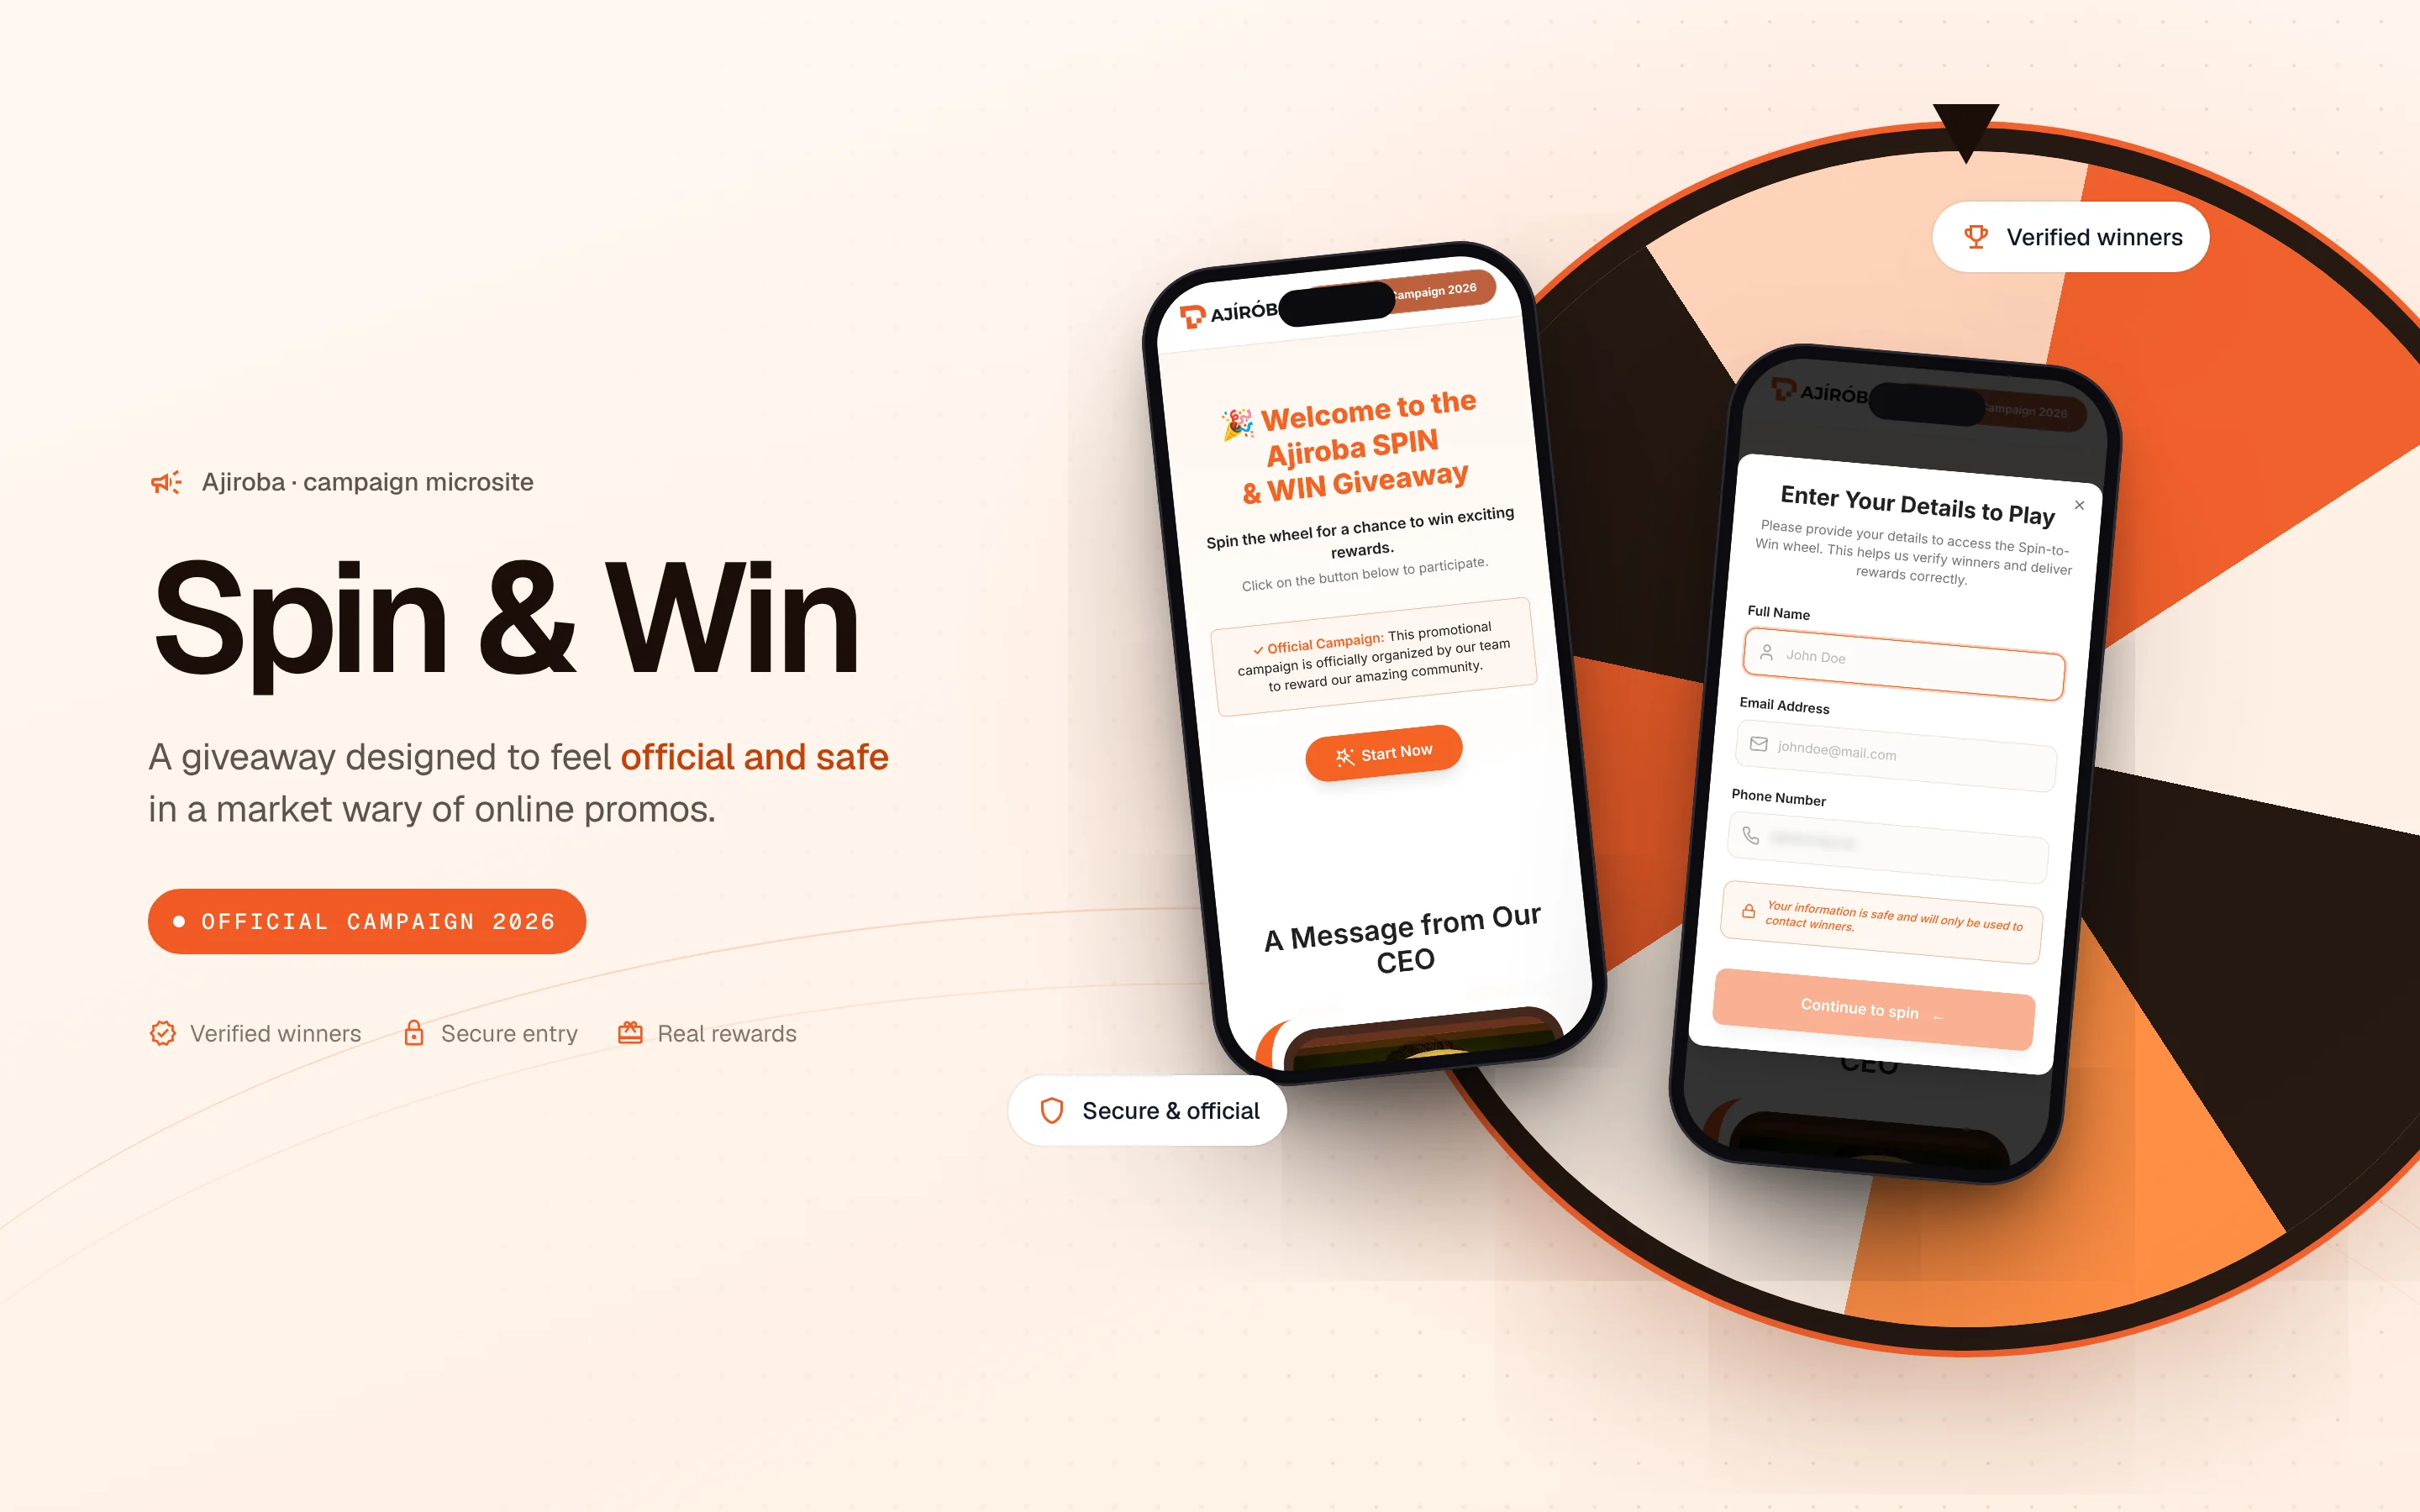 Ajiroba · campaign microsite
Spin & Win
A giveaway designed to feel official and safe
in a market wary of online promos.
OFFICIAL CAMPAIGN 2026
Verified winners
Secure entry
Real rewards
AJÍRÓB
Campaign 2026
🎉 Welcome to the
Ajiroba SPIN
& WIN Giveaway
Spin the wheel for a chance to win exciting
rewards.
Click on the button below to participate.
✓ Official Campaign: This promotional
campaign is officially organized by our team
to reward our amazing community.
Start Now
A Message from Our
CEO
Secure & official
Verified winners
AJÍRÓB
Campaign 2026
Enter Your Details to Play
×
Please provide your details to access the Spin-to-
Win wheel. This helps us verify winners and deliver
rewards correctly.
Full Name
John Doe
Email Address
johndoe@mail.com
Phone Number
Your information is safe and will only be used to
contact winners.
Continue to spin ←
CEO